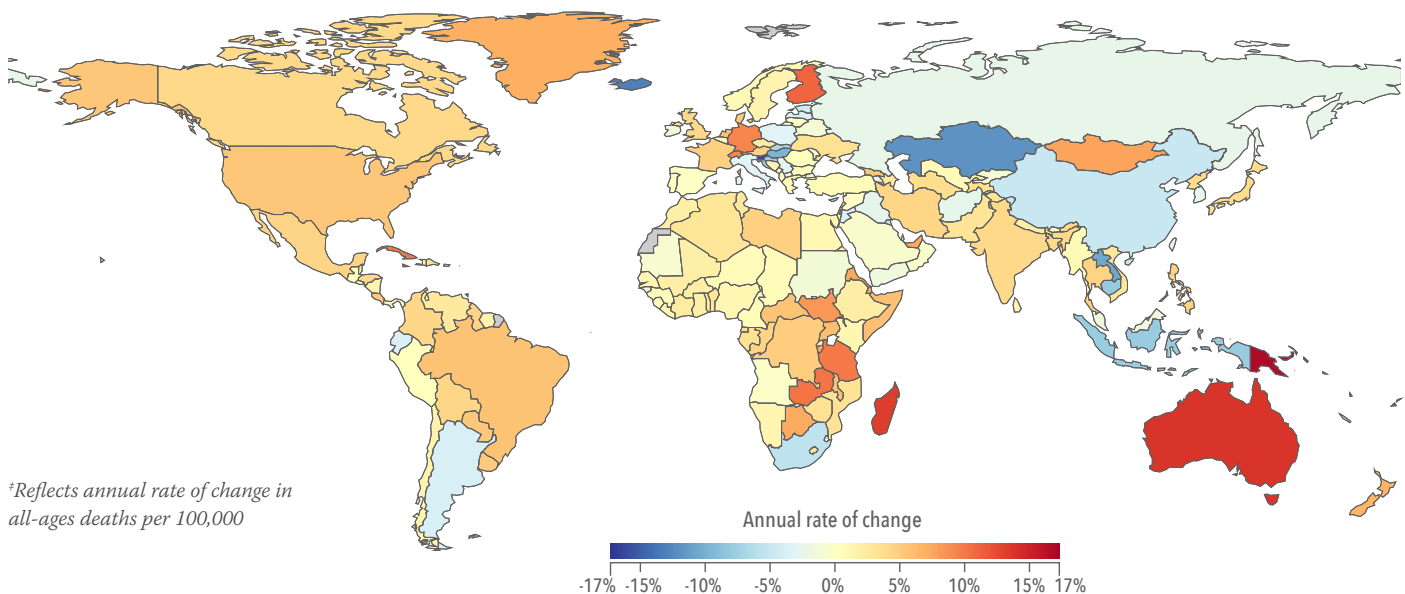 ‡Reflects annual rate of change in
all-ages deaths per 100,000
Annual rate of change
-17% -15% -10% -5% 0% 5% 10% 15% 17%